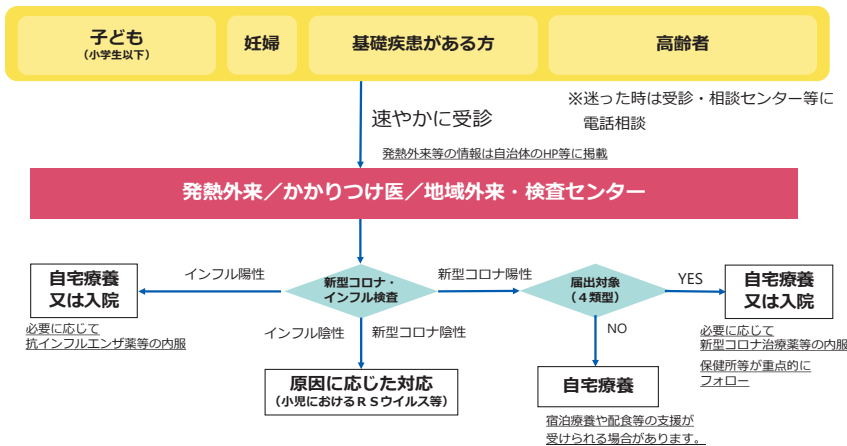 子ども
(小学生以下)
妊婦
基礎疾患がある方
高齢者
速やかに受診
※迷った時は受診・相談センター等に
電話相談
発熱外来等の情報は自治体のHP等に掲載
発熱外来／かかりつけ医／地域外来・検査センター
自宅療養
又は入院
インフル陽性
新型コロナ・
インフル検査
新型コロナ陽性
届出対象
(４類型)
YES
自宅療養
又は入院
必要に応じて
抗インフルエンザ薬等の内服
インフル陰性
新型コロナ陰性
NO
必要に応じて
新型コロナ治療薬等の内服
保健所等が重点的に
フォロー
原因に応じた対応
(小児におけるＲＳウイルス等)
自宅療養
宿泊療養や配食等の支援が
受けられる場合があります。